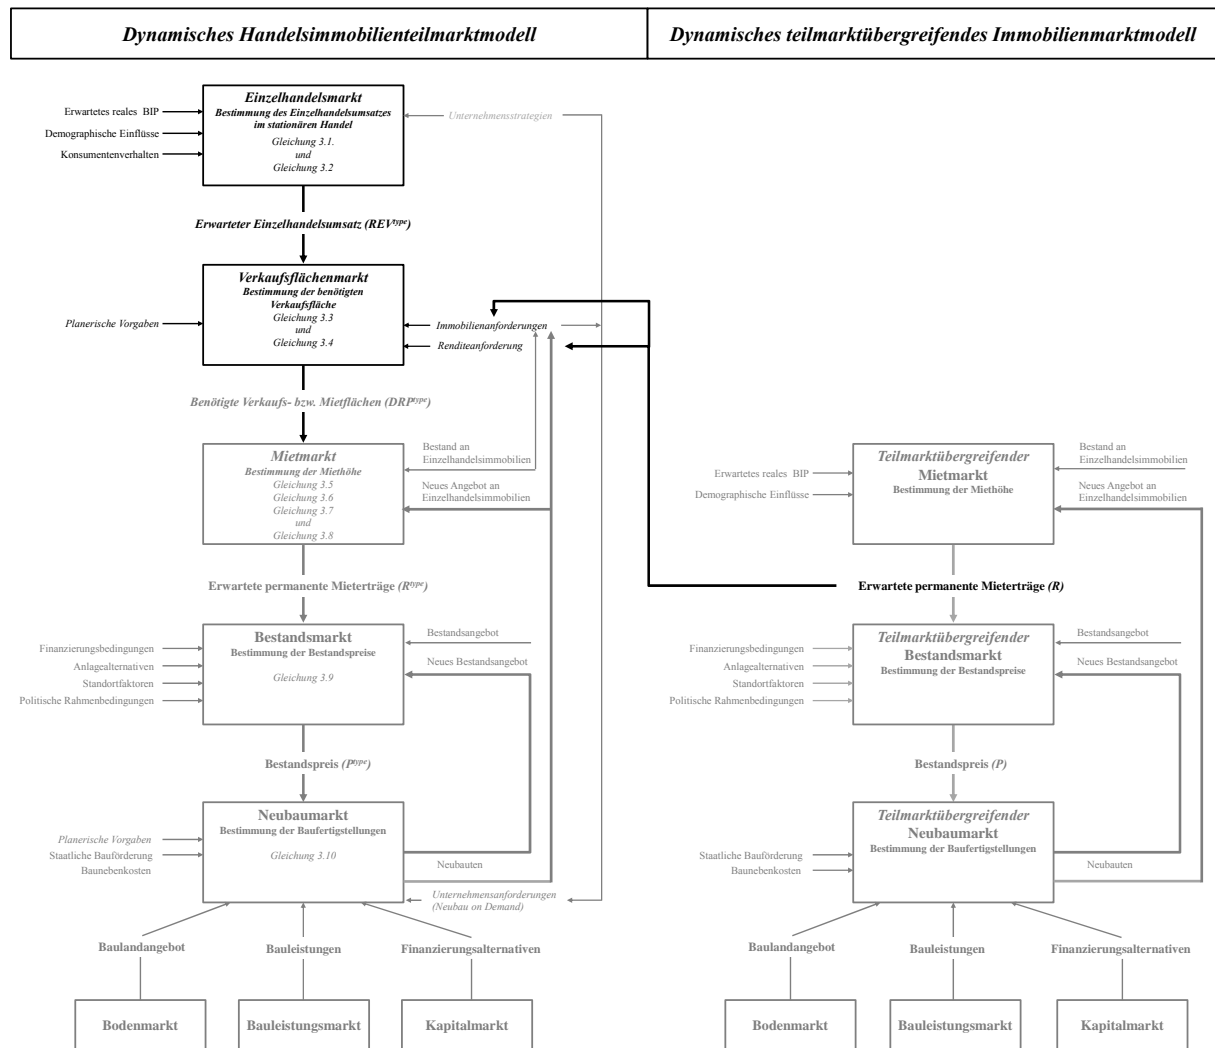 Dynamisches Handelsimmobilienteilmarktmodell
Dynamisches teilmarktübergreifendes Immobilienmarktmodell
Einzelhandelsmarkt
Bestimmung des Einzelhandelsumsatzes
im stationären Handel
Gleichung 3.1.
und
Gleichung 3.2
Erwartetes reales BIP
Demographische Einflüsse
Konsumentenverhalten
Unternehmensstrategien
Erwarteter Einzelhandelsumsatz (REVtype)
Verkaufsflächenmarkt
Bestimmung der benötigten
Verkaufsfläche
Gleichung 3.3
und
Gleichung 3.4
Planerische Vorgaben
Immobilienanforderungen
Renditeanforderung
Benötigte Verkaufs- bzw. Mietflächen (DRPtype)
Mietmarkt
Bestimmung der Miethöhe
Gleichung 3.5
Gleichung 3.6
Gleichung 3.7
und
Gleichung 3.8
Bestand an
Einzelhandelsimmobilien
Neues Angebot an
Einzelhandelsimmobilien
Erwartete permanente Mieterträge (Rtype)
Bestandsmarkt
Bestimmung der Bestandspreise
Gleichung 3.9
Finanzierungsbedingungen
Anlagealternativen
Standortfaktoren
Politische Rahmenbedingungen
Bestandsangebot
Neues Bestandsangebot
Bestandspreis (Ptype)
Neubaumarkt
Bestimmung der Baufertigstellungen
Gleichung 3.10
Planerische Vorgaben
Staatliche Bauförderung
Baunebenkosten
Neubauten
Unternehmensanforderungen
(Neubau on Demand)
Baulandangebot
Bauleistungen
Finanzierungsalternativen
Bodenmarkt
Bauleistungsmarkt
Kapitalmarkt
Teilmarktübergreifender
Mietmarkt
Bestimmung der Miethöhe
Erwartetes reales BIP
Demographische Einflüsse
Bestand an
Einzelhandelsimmobilien
Neues Angebot an
Einzelhandelsimmobilien
Erwartete permanente Mieterträge (R)
Teilmarktübergreifender
Bestandsmarkt
Bestimmung der Bestandspreise
Finanzierungsbedingungen
Anlagealternativen
Standortfaktoren
Politische Rahmenbedingungen
Bestandsangebot
Neues Bestandsangebot
Bestandspreis (P)
Teilmarktübergreifender
Neubaumarkt
Bestimmung der Baufertigstellungen
Staatliche Bauförderung
Baunebenkosten
Neubauten
Baulandangebot
Bauleistungen
Finanzierungsalternativen
Bodenmarkt
Bauleistungsmarkt
Kapitalmarkt